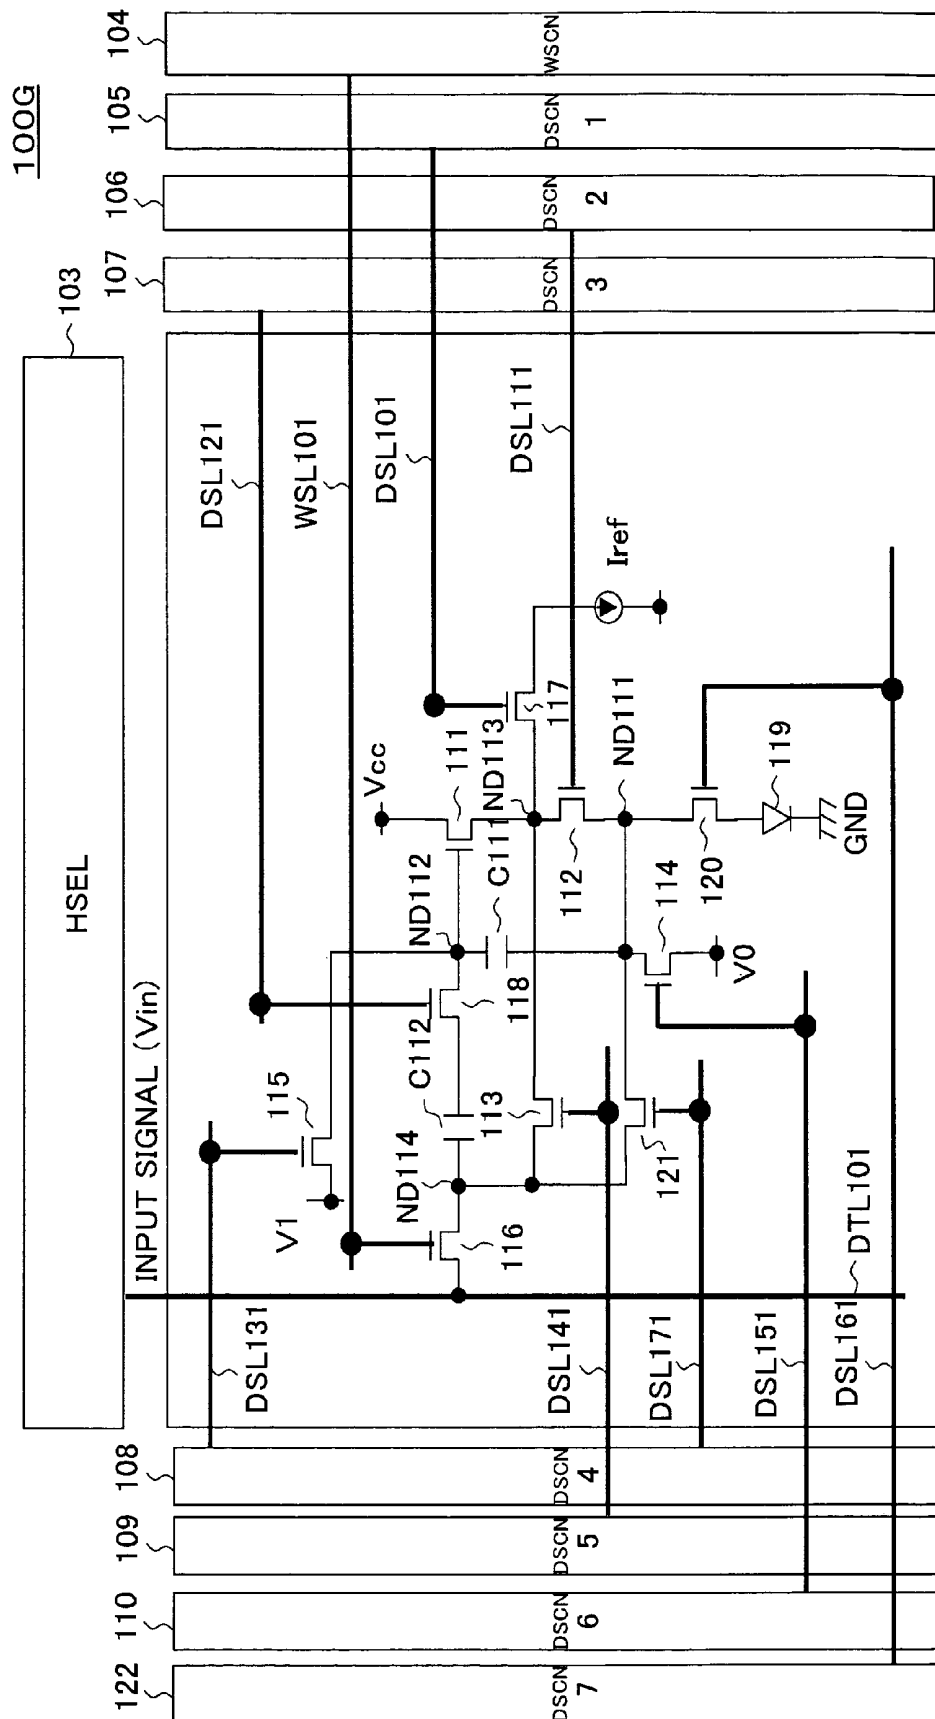 100G
HSEL
103
INPUT SIGNAL (Vin)
122
110
109
108
107
106
105
104
DSCN
7
DSCN
6
DSCN
5
DSCN
4
DSCN
3
DSCN
2
DSCN
1
WSCN
DSL131
DSL121
WSL101
DSL101
DSL111
V1
115
Vcc
ND112
111
ND114
C112
118
C111
ND113
117
Iref
116
113
112
ND111
DSL141
121
114
120
119
DSL171
V0
GND
DSL151
DSL161
DTL101